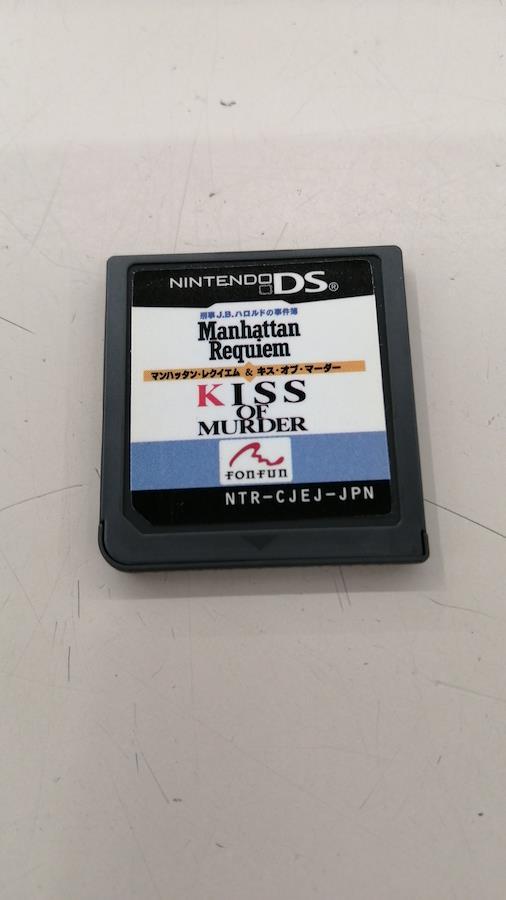 NINTENDO DS®
刑事J.B.ハロルドの事件簿
Manhattan
Requiem
マンハッタン・レクイエム & キス・オブ・マーダー
KISS
OF
MURDER
fonfun
NTR-CJEJ-JPN